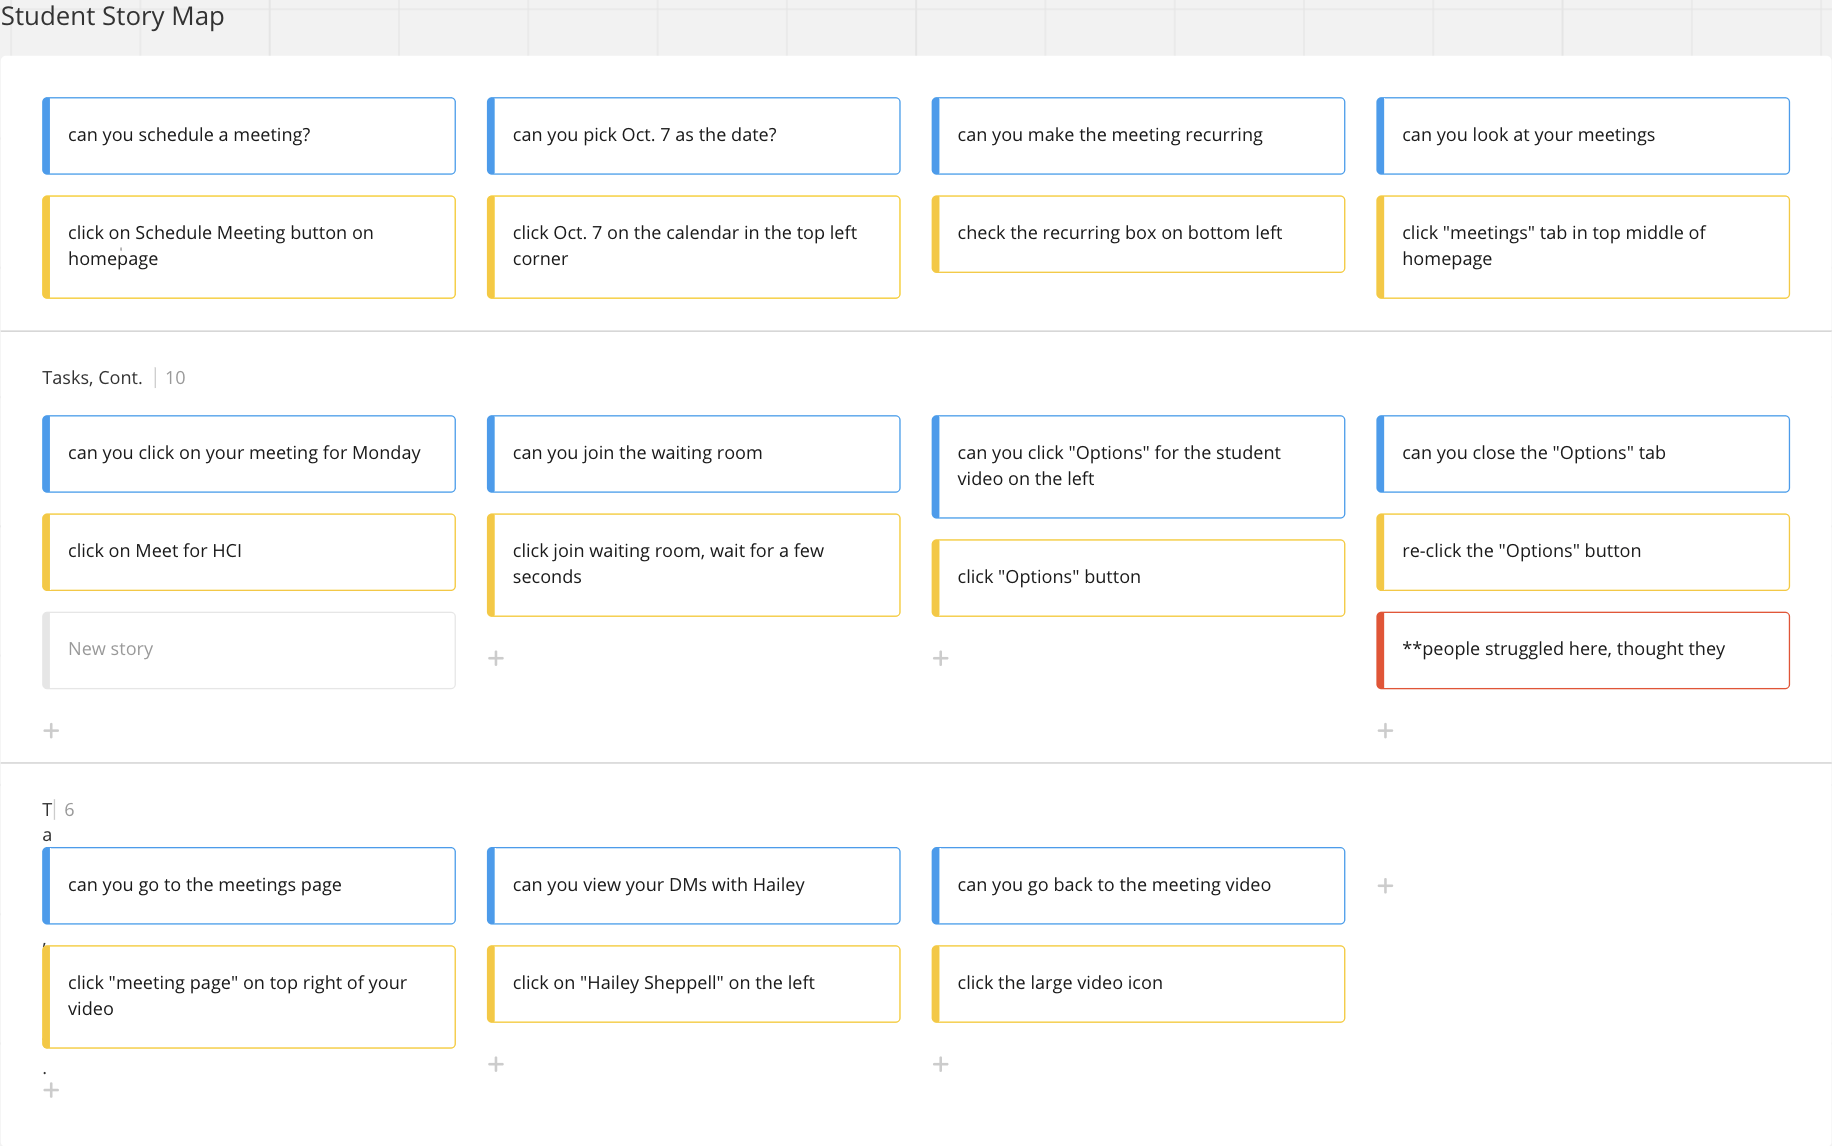 Student Story Map
can you schedule a meeting?
can you pick Oct. 7 as the date?
can you make the meeting recurring
can you look at your meetings
click on Schedule Meeting button on
homepage
click Oct. 7 on the calendar in the top left
corner
check the recurring box on bottom left
click "meetings" tab in top middle of
homepage
Tasks, Cont. | 10
can you click on your meeting for Monday
can you join the waiting room
can you click "Options" for the student
video on the left
can you close the "Options" tab
click on Meet for HCI
click join waiting room, wait for a few
seconds
click "Options" button
re-click the "Options" button
New story
**people struggled here, thought they
T | 6
a
can you go to the meetings page
can you view your DMs with Hailey
can you go back to the meeting video
click "meeting page" on top right of your
video
click on "Hailey Sheppell" on the left
click the large video icon